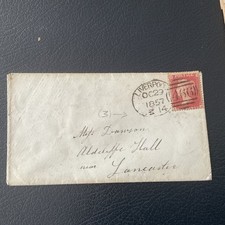 LIVERPOOL
OC 29
1857
(3)→
Miss Dawson
Aldcliffe Hall
near
Lancaster